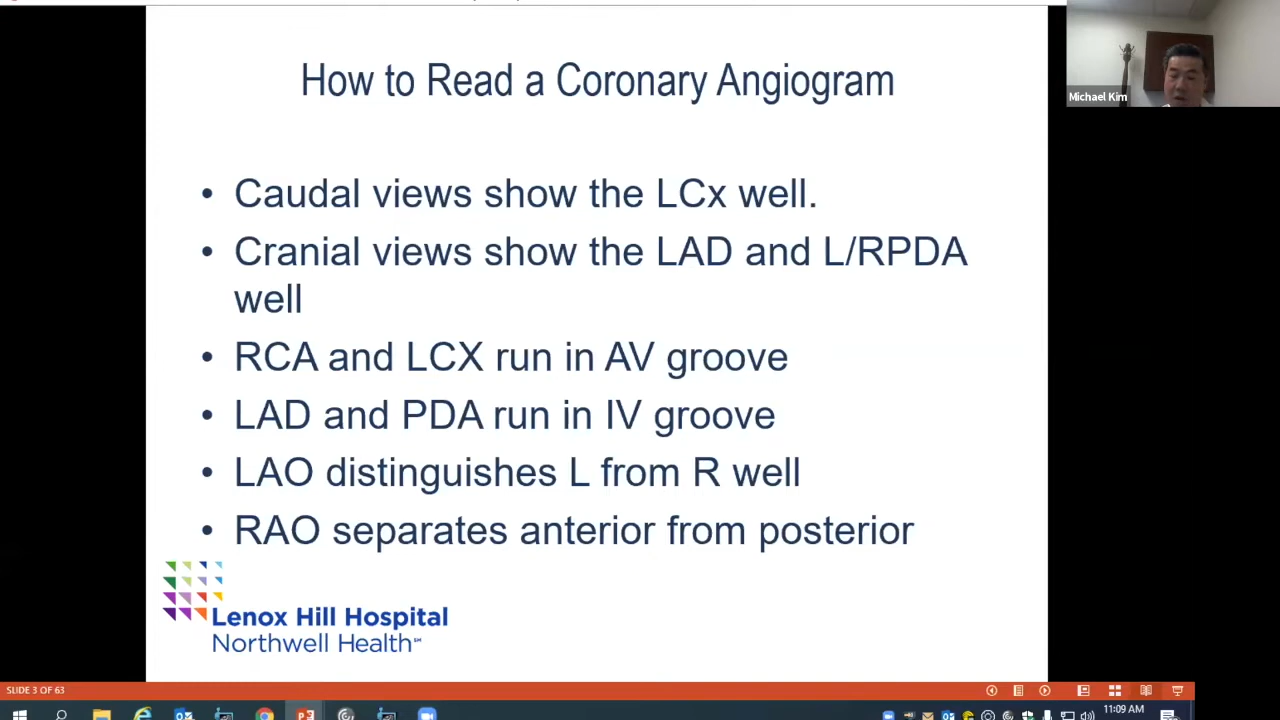 How to Read a Coronary Angiogram
Michael Kim
• Caudal views show the LCx well.
• Cranial views show the LAD and L/RPDA
well
• RCA and LCX run in AV groove
• LAD and PDA run in IV groove
• LAO distinguishes L from R well
• RAO separates anterior from posterior
Lenox Hill Hospital
Northwell Health℠
SLIDE 3 OF 63
11:09 AM